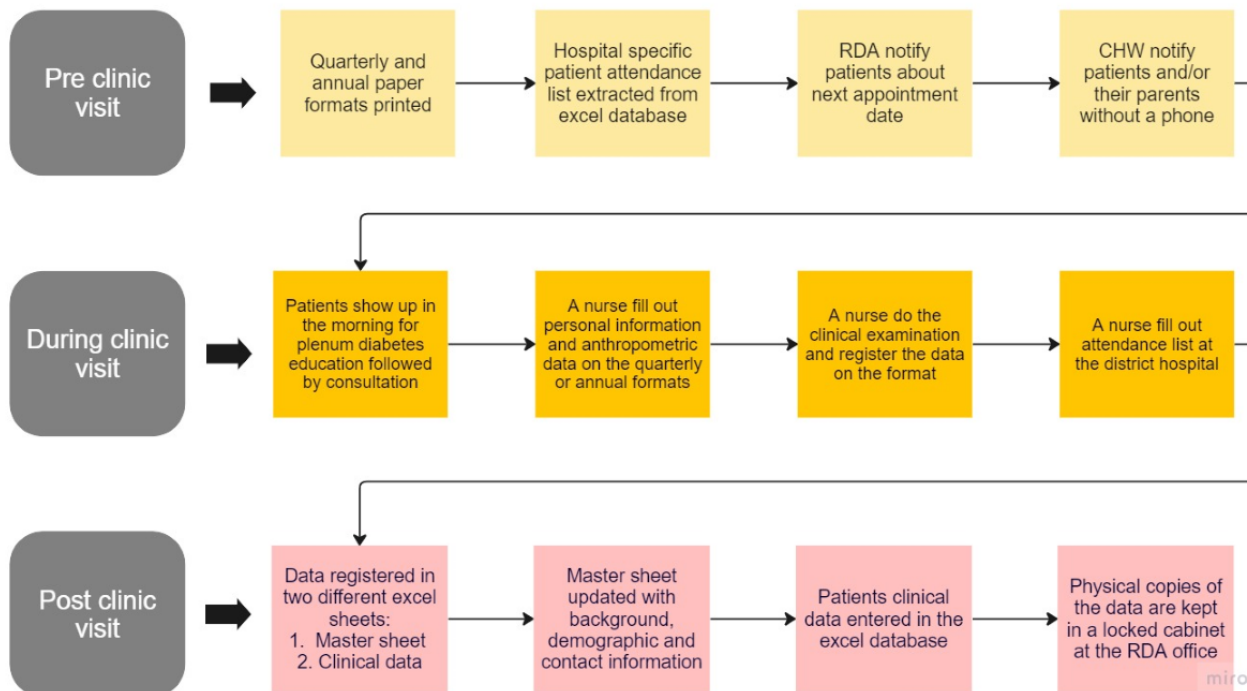 Pre clinic
visit
Quarterly and
annual paper
formats printed
Hospital specific
patient attendance
list extracted from
excel database
RDA notify
patients about
next appointment
date
CHW notify
patients and/or
their parents
without a phone
During clinic
visit
Patients show up in
the morning for
plenum diabetes
education followed
by consultation
A nurse fill out
personal information
and anthropometric
data on the quarterly
or annual formats
A nurse do the
clinical examination
and register the data
on the format
A nurse fill out
attendance list at
the district hospital
Post clinic
visit
Data registered in
two different excel
sheets:
1. Master sheet
2. Clinical data
Master sheet
updated with
background,
demographic and
contact information
Patients clinical
data entered in the
excel database
Physical copies of
the data are kept
in a locked cabinet
at the RDA office
miro